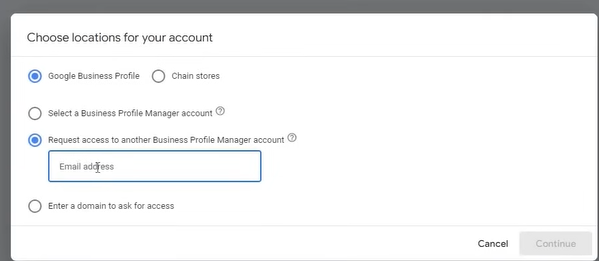 Choose locations for your account
Google Business Profile Chain stores
Select a Business Profile Manager account ?
Request access to another Business Profile Manager account ?
Email address
Enter a domain to ask for access
Cancel Continue